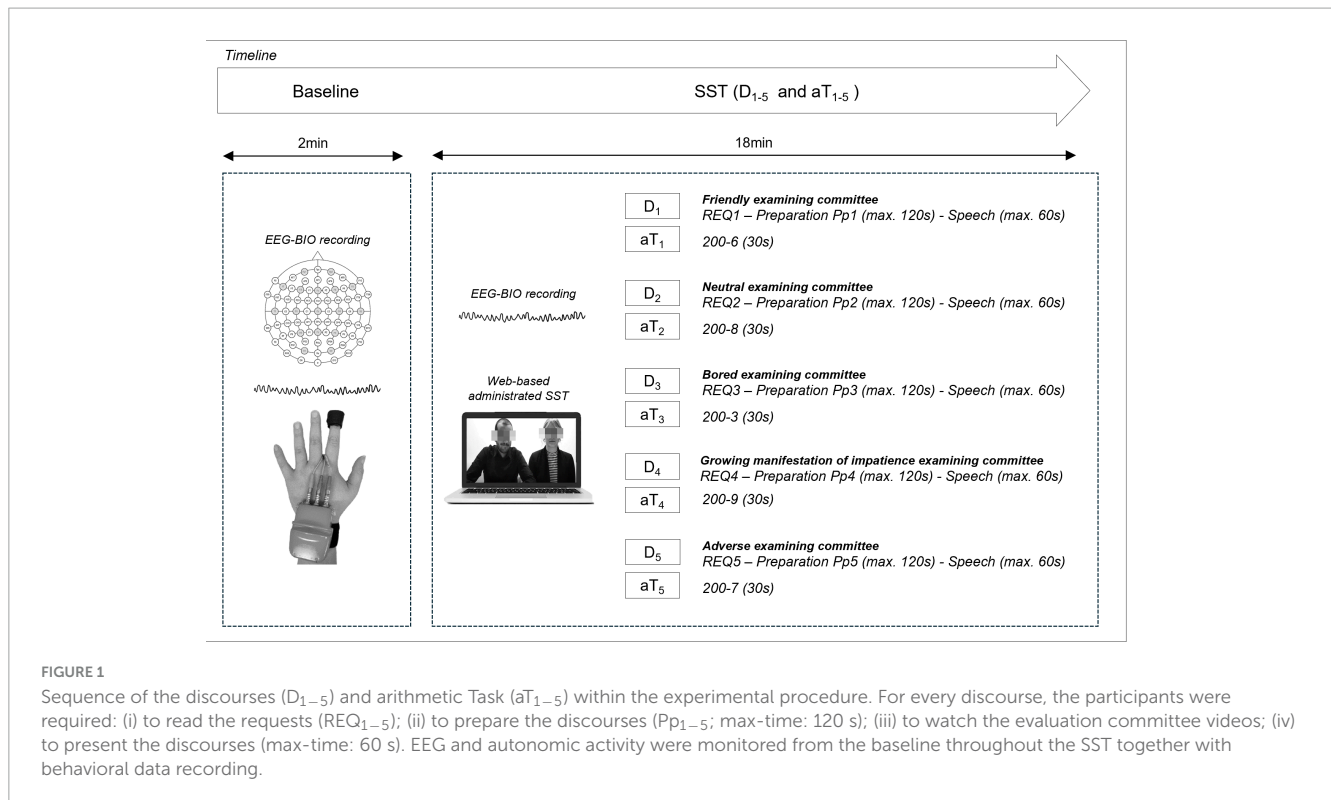 Timeline
Baseline
SST (D1-5 and aT1-5 )
2min
18min
EEG-BIO recording
EEG-BIO recording
Web-based
administrated SST
D1
Friendly examining committee
REQ1 – Preparation Pp1 (max. 120s) - Speech (max. 60s)
aT1
200-6 (30s)
D2
Neutral examining committee
REQ2 – Preparation Pp2 (max. 120s) - Speech (max. 60s)
aT2
200-8 (30s)
D3
Bored examining committee
REQ3 – Preparation Pp3 (max. 120s) - Speech (max. 60s)
aT3
200-3 (30s)
D4
Growing manifestation of impatience examining committee
REQ4 – Preparation Pp4 (max. 120s) - Speech (max. 60s)
aT4
200-9 (30s)
D5
Adverse examining committee
REQ5 – Preparation Pp5 (max. 120s) - Speech (max. 60s)
aT5
200-7 (30s)
FIGURE 1
Sequence of the discourses (D1–5) and arithmetic Task (aT1–5) within the experimental procedure. For every discourse, the participants were
required: (i) to read the requests (REQ1–5); (ii) to prepare the discourses (Pp1–5; max-time: 120 s); (iii) to watch the evaluation committee videos; (iv)
to present the discourses (max-time: 60 s). EEG and autonomic activity were monitored from the baseline throughout the SST together with
behavioral data recording.